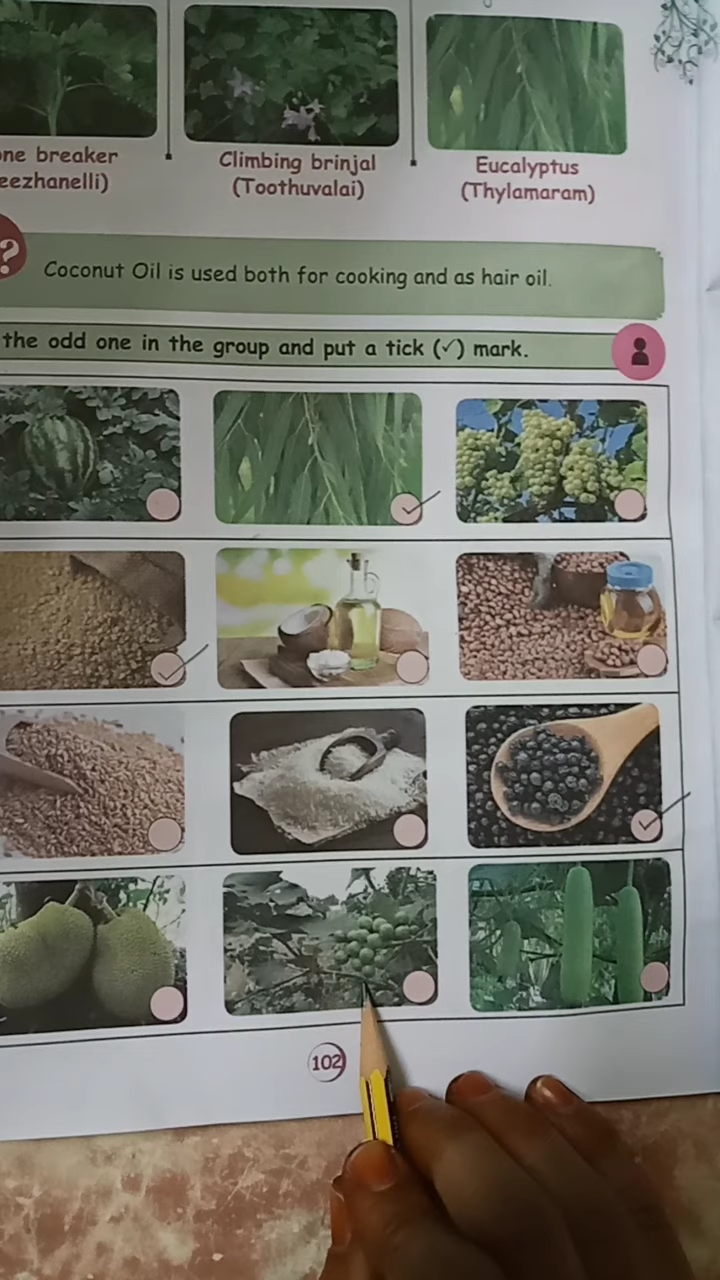 ne breaker
eezhanelli)
Climbing brinjal
(Toothuvalai)
Eucalyptus
(Thylamaram)
?
Coconut Oil is used both for cooking and as hair oil.
the odd one in the group and put a tick (✓) mark.
102